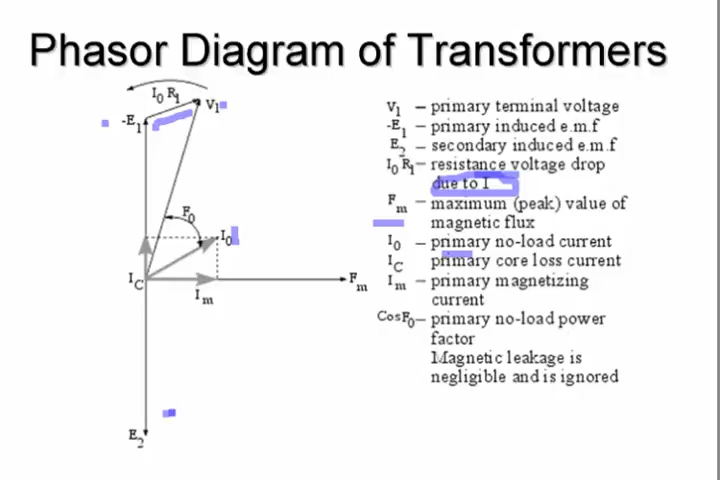 Phasor Diagram of Transformers
I0 R1
V1
-E1
F0
I0
IC
Im
Fm
E2
V1 – primary terminal voltage
-E1 – primary induced e.m.f
E2 – secondary induced e.m.f
I0 R1– resistance voltage drop
due to I
Fm – maximum (peak) value of
magnetic flux
I0 – primary no-load current
IC primary core loss current
Im – primary magnetizing
current
CosF0– primary no-load power
factor
Magnetic leakage is
negligible and is ignored